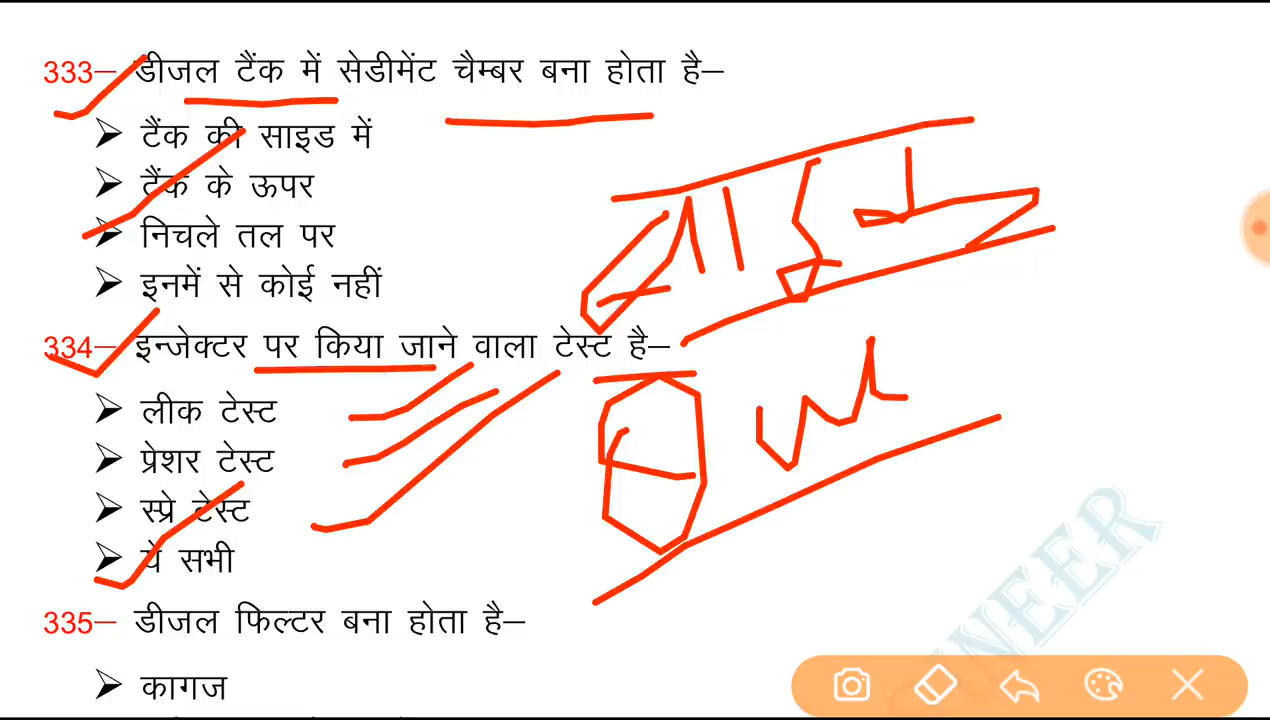 333– डीजल टैंक में सेडीमेंट चैम्बर बना होता है–
➢ टैंक की साइड में
➢ टैंक के ऊपर
➢ निचले तल पर
➢ इनमें से कोई नहीं
334– इन्जेक्टर पर किया जाने वाला टेस्ट है–
➢ लीक टेस्ट
➢ प्रेशर टेस्ट
➢ स्प्रे टेस्ट
➢ ये सभी
335– डीजल फिल्टर बना होता है–
➢ कागज